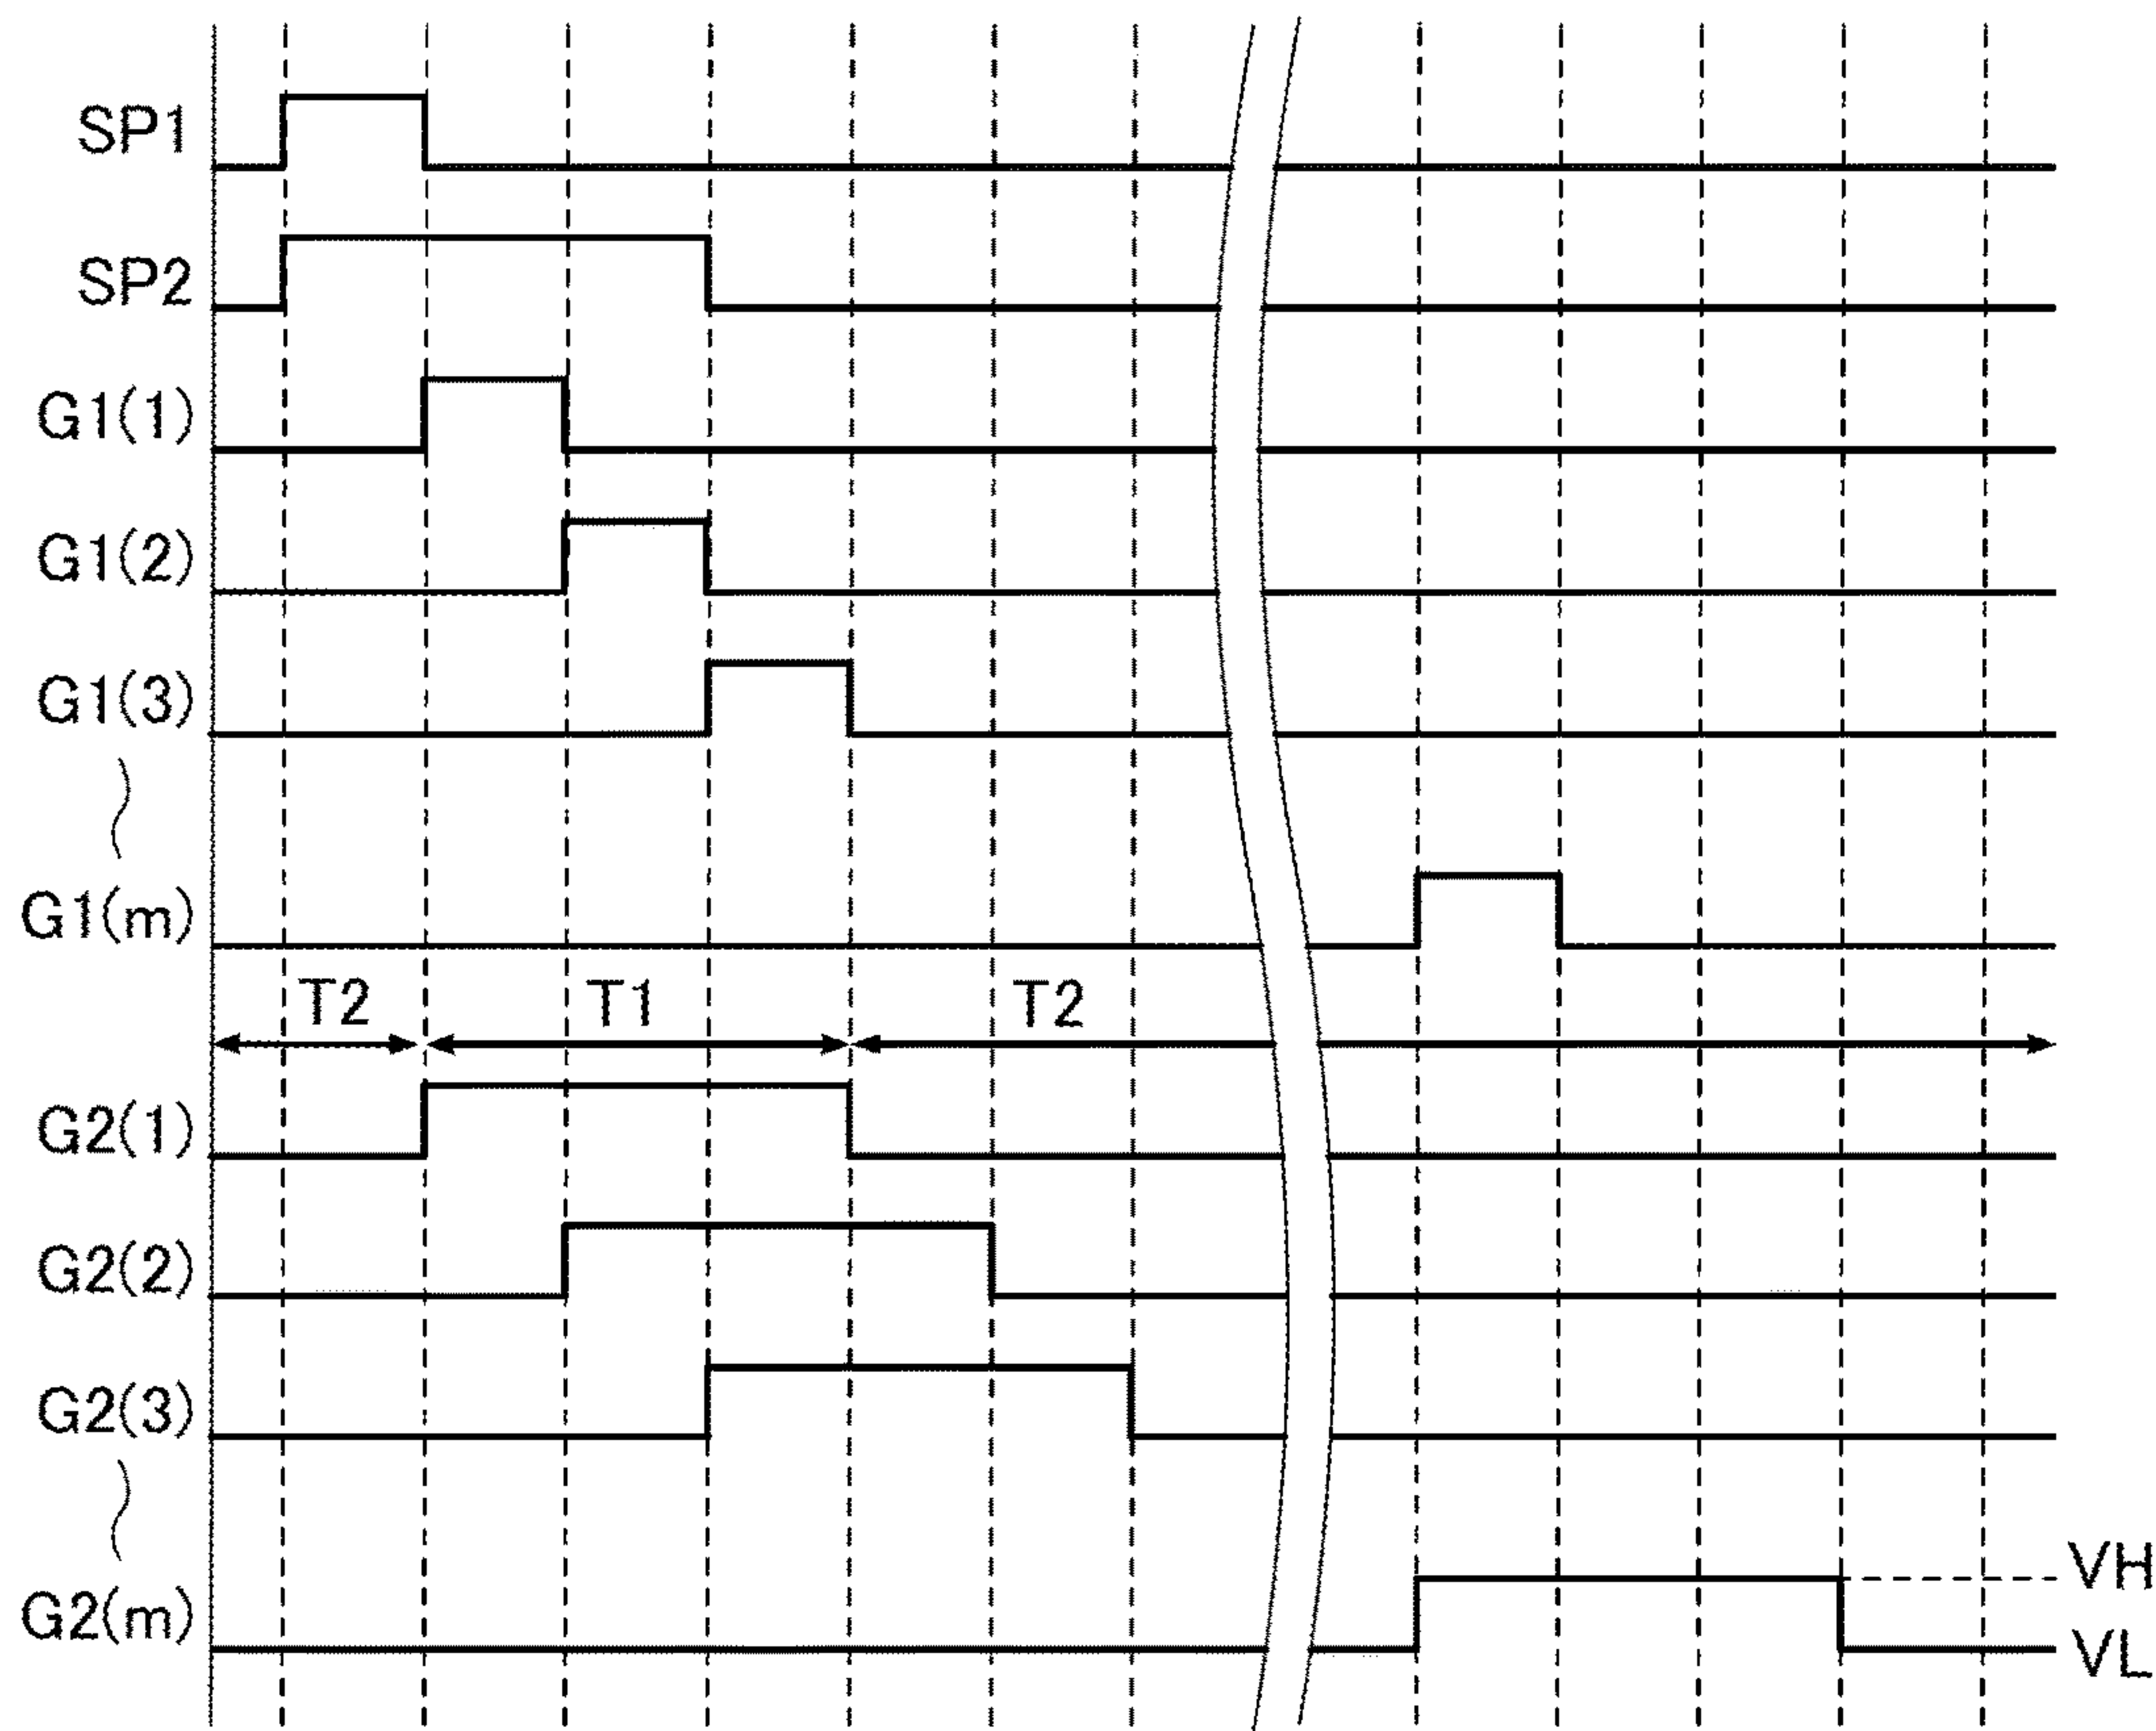 SP1
SP2
G1(1)
G1(2)
G1(3)
G1(m)
T2 T1 T2
G2(1)
G2(2)
G2(3)
VH
G2(m)
VL